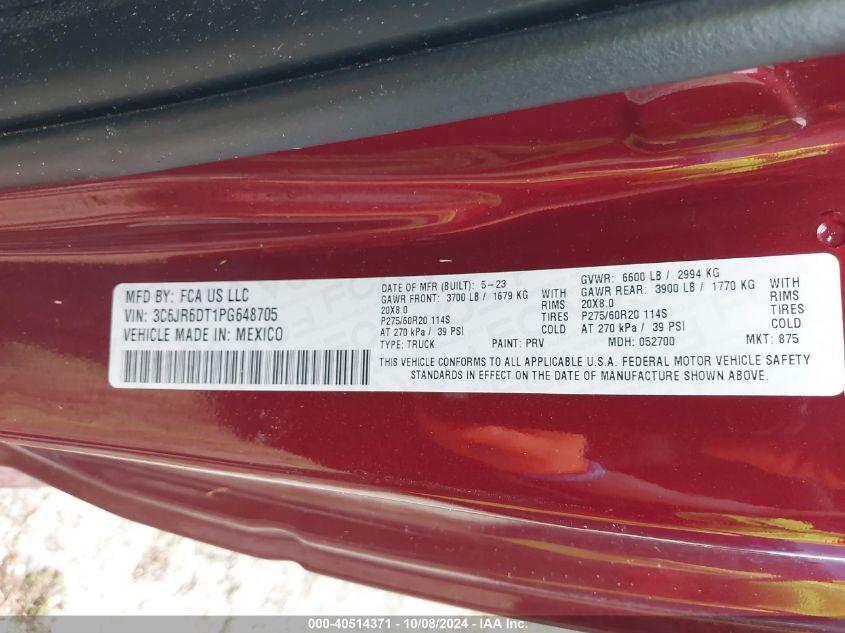 MFD BY: FCA US LLC
VIN: 3C6JR6DT1PG648705
VEHICLE MADE IN: MEXICO
DATE OF MFR (BUILT): 5-23
GAWR FRONT: 3700 LB / 1679 KG WITH
20X8.0 RIMS
P275/60R20 114S TIRES
AT 270 kPa / 39 PSI COLD
TYPE: TRUCK PAINT: PRV
GVWR: 6600 LB / 2994 KG
GAWR REAR: 3900 LB / 1770 KG WITH
20X8.0 RIMS
P275/60R20 114S TIRES
AT 270 kPa / 39 PSI COLD
MDH: 052700 MKT: 875
THIS VEHICLE CONFORMS TO ALL APPLICABLE U.S.A. FEDERAL MOTOR VEHICLE SAFETY
STANDARDS IN EFFECT ON THE DATE OF MANUFACTURE SHOWN ABOVE.
000-40514371 - 10/08/2024 - IAA Inc.